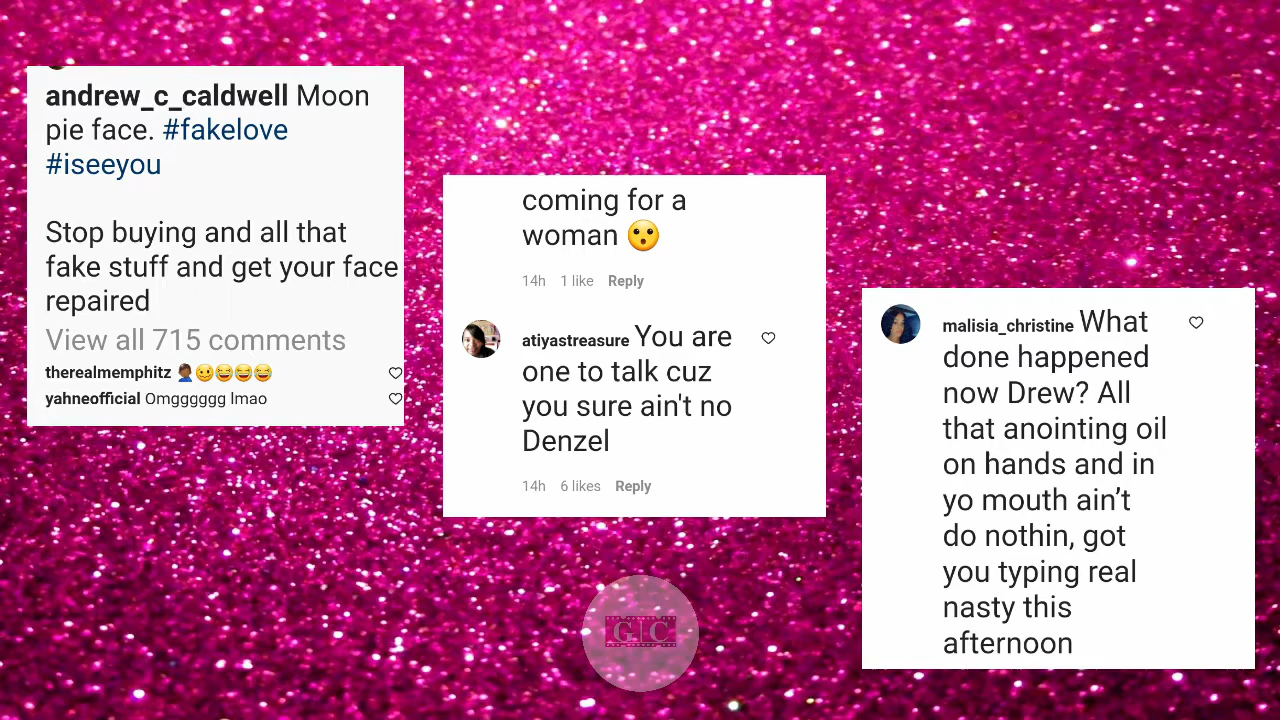 andrew_c_caldwell Moon
pie face. #fakelove
#iseeyou
Stop buying and all that
fake stuff and get your face
repaired
View all 715 comments
therealmemphitz 🤦🏾‍♂️🥴😆😂😂
yahneofficial Omgggggg lmao
coming for a
woman 😯
14h 1 like Reply
atiyastreasure You are
one to talk cuz
you sure ain't no
Denzel
14h 6 likes Reply
malisia_christine What
done happened
now Drew? All
that anointing oil
on hands and in
yo mouth ain’t
do nothin, got
you typing real
nasty this
afternoon
G C